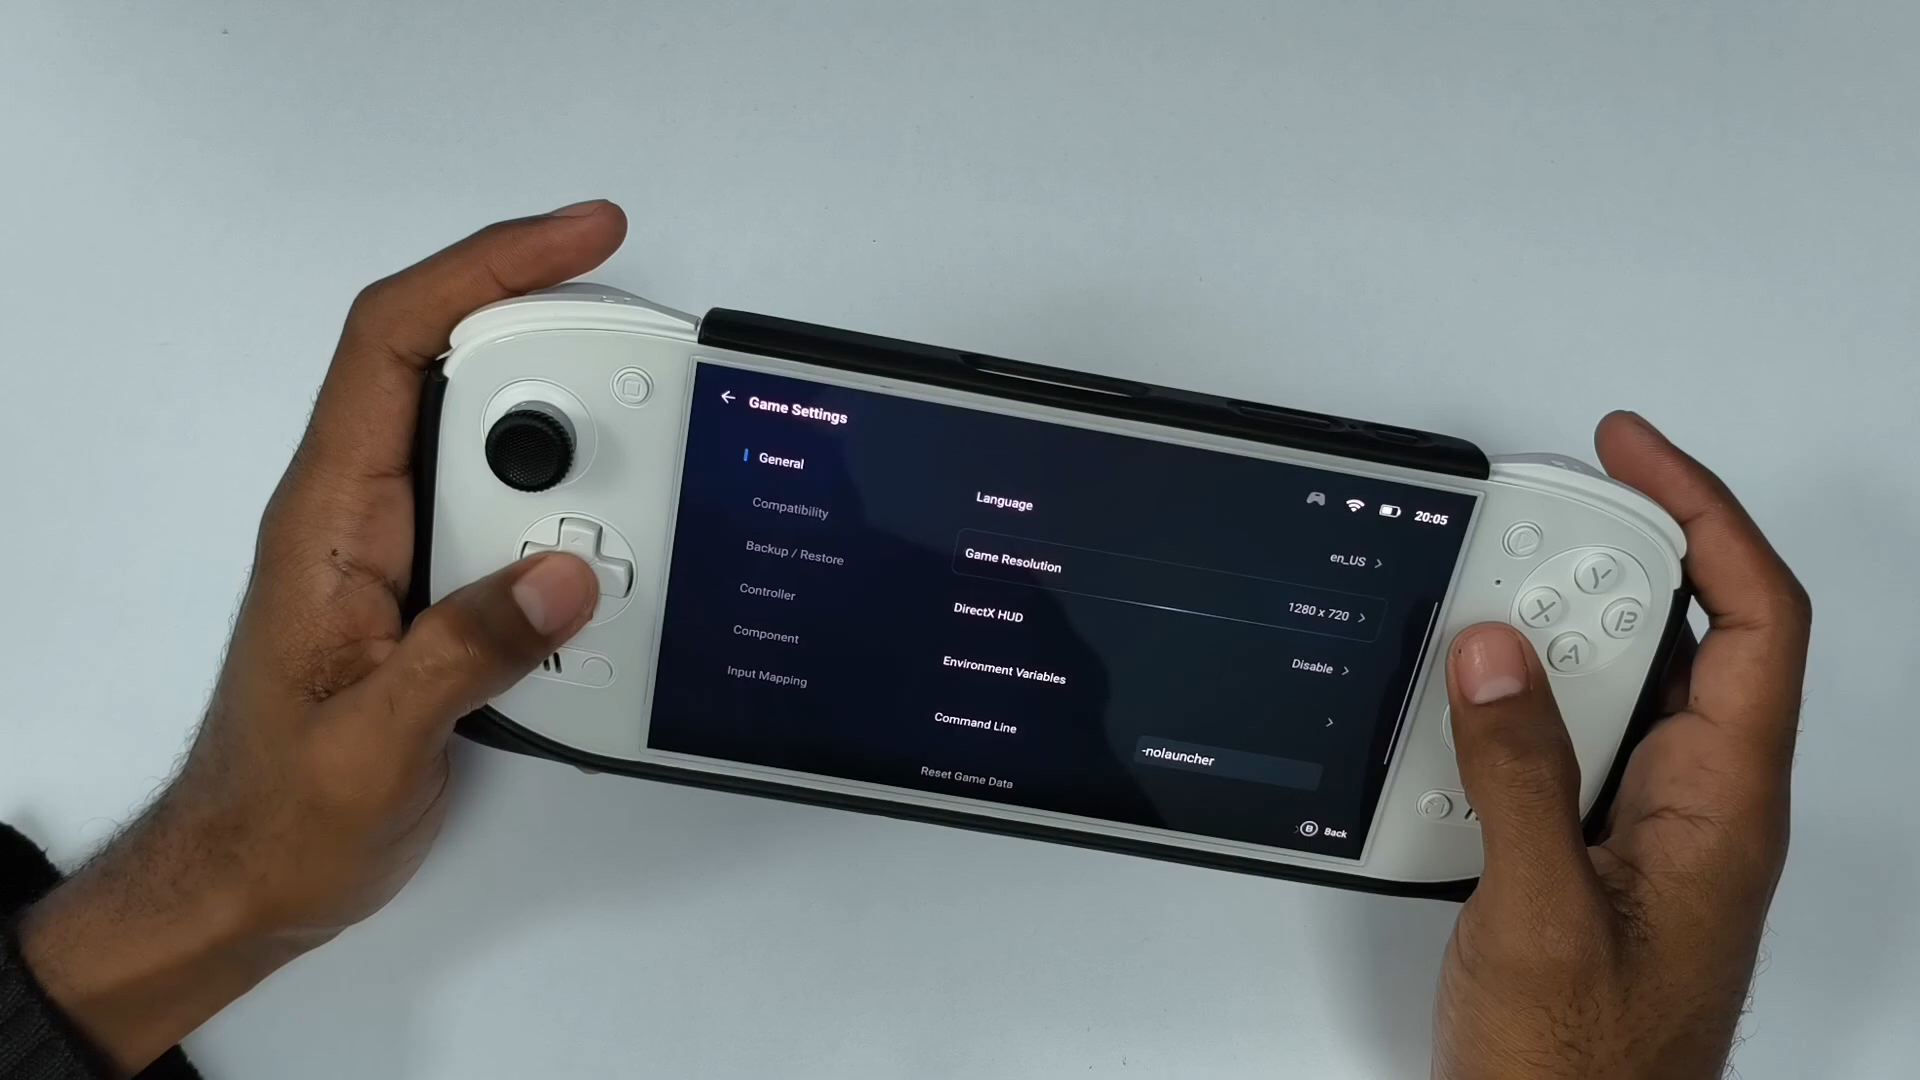 Game Settings
General
Compatibility
Backup / Restore
Controller
Component
Input Mapping
20:05
Language
en_US
Game Resolution
1280 x 720
DirectX HUD
Disable
Environment Variables
Command Line
-nolauncher
Reset Game Data
B Back
Y
X
B
A